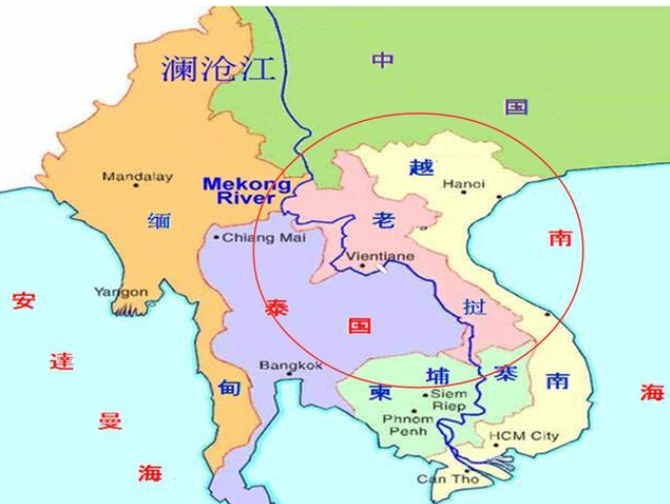 澜沧江
中
国
越
Mandalay
Mekong
River
Hanoi
缅
老
Chiang Mai
南
Vientiane
Yangon
安
泰
挝
国
達
Bangkok
甸
柬
埔
寨
南
海
Siem
Riep
Phnom
Penh
曼
HCM City
海
Can Tho